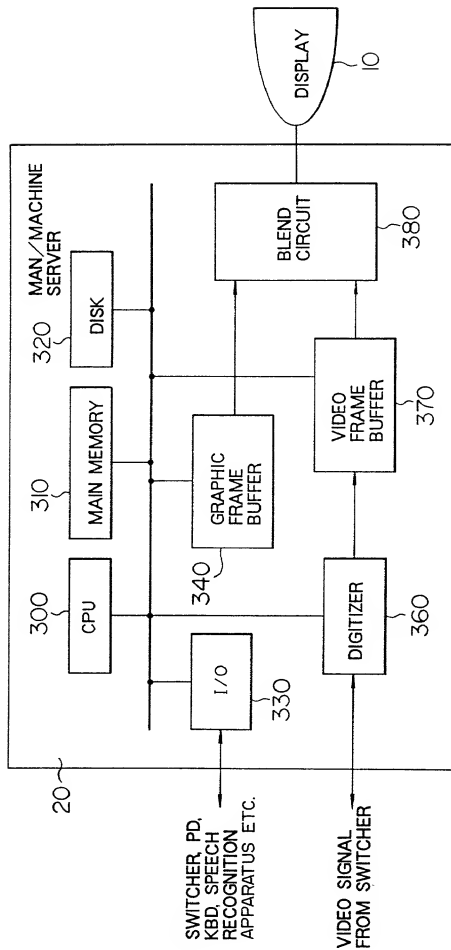 MAN/MACHINE
SERVER
20
300
CPU
310
MAIN MEMORY
320
DISK
I/O
330
GRAPHIC
FRAME
BUFFER
340
DIGITIZER
360
VIDEO
FRAME
BUFFER
370
BLEND
CIRCUIT
380
DISPLAY
10
SWITCHER, PD,
KBD, SPEECH
RECOGNITION
APPARATUS ETC.
VIDEO SIGNAL
FROM SWITCHER